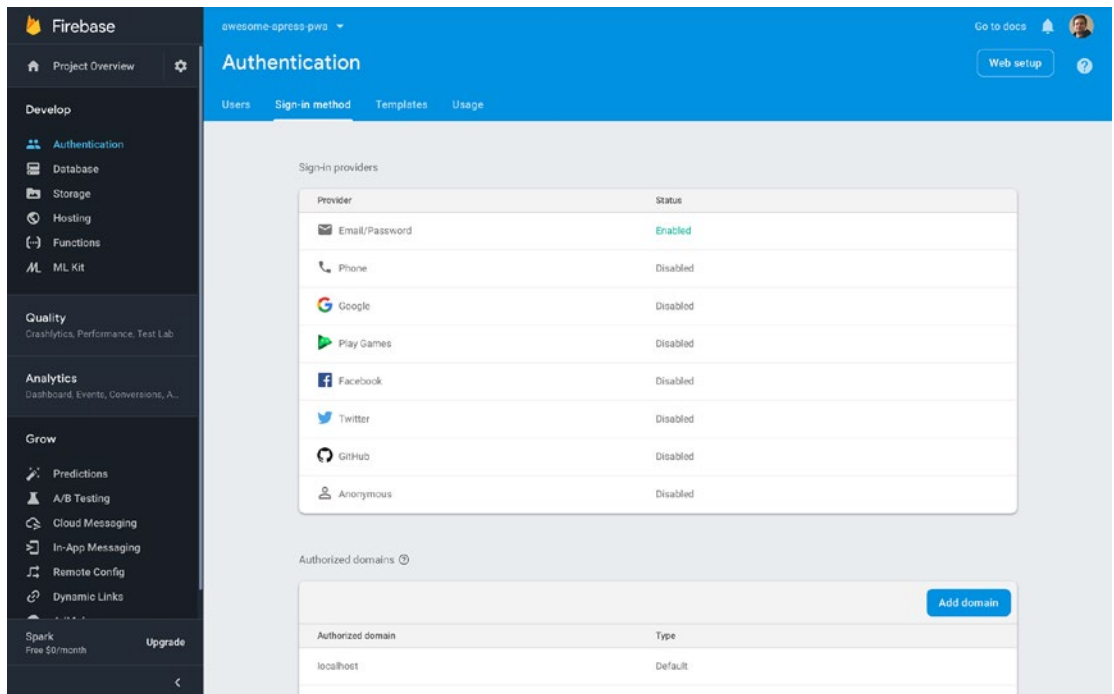 Firebase
Project Overview
Develop
Authentication
Database
Storage
Hosting
Functions
ML Kit
Quality
Crashlytics, Performance, Test Lab
Analytics
Dashboard, Events, Conversions, A...
Grow
Predictions
A/B Testing
Cloud Messaging
In-App Messaging
Remote Config
Dynamic Links
Spark
Free $0/month
Upgrade
awesome-apress-pwa
Go to docs
Authentication
Web setup
Users Sign-in method Templates Usage
Sign-in providers
Provider Status
Email/Password Enabled
Phone Disabled
Google Disabled
Play Games Disabled
Facebook Disabled
Twitter Disabled
GitHub Disabled
Anonymous Disabled
Authorized domains
Add domain
Authorized domain Type
localhost Default